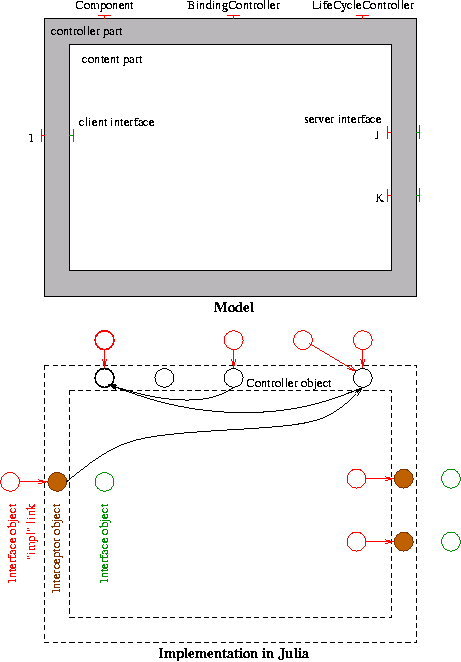 Component BindingController LifeCycleController
controller part
content part
client interface
server interface
I
J
K
Model
Controller object
Interface object
"impl" link
Interceptor object
Interface object
Implementation in Julia